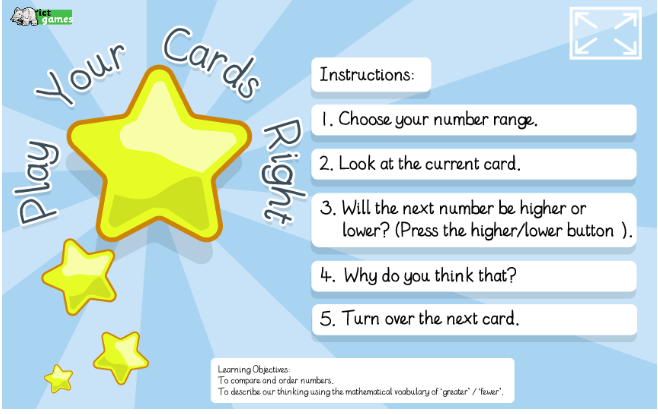 ict
games
Play Your Cards Right
Instructions:
1. Choose your number range.
2. Look at the current card.
3. Will the next number be higher or
lower? (Press the higher/lower button ).
4. Why do you think that?
5. Turn over the next card.
Learning Objectives:
To compare and order numbers.
To describe our thinking using the mathematical voabulary of 'greater' / 'fewer'.